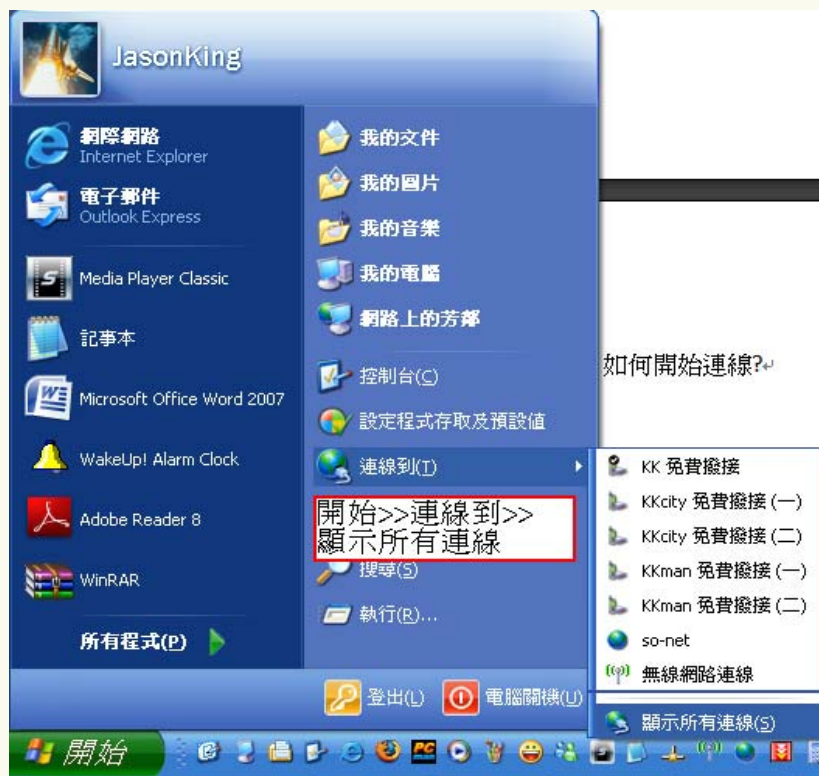 JasonKing
網際網路
Internet Explorer
電子郵件
Outlook Express
Media Player Classic
記事本
Microsoft Office Word 2007
WakeUp! Alarm Clock
Adobe Reader 8
WinRAR
所有程式(P)
我的文件
我的圖片
我的音樂
我的電腦
網路上的芳鄰
控制台(C)
設定程式存取及預設值
連線到(T)
開始>>連線到>>
顯示所有連線
搜尋(S)
執行(R)...
如何開始連線?
KK 免費撥接
KKcity 免費撥接 (一)
KKcity 免費撥接 (二)
KKman 免費撥接 (一)
KKman 免費撥接 (二)
so-net
無線網路連線
顯示所有連線(S)
登出(L)
電腦關機(U)
開始